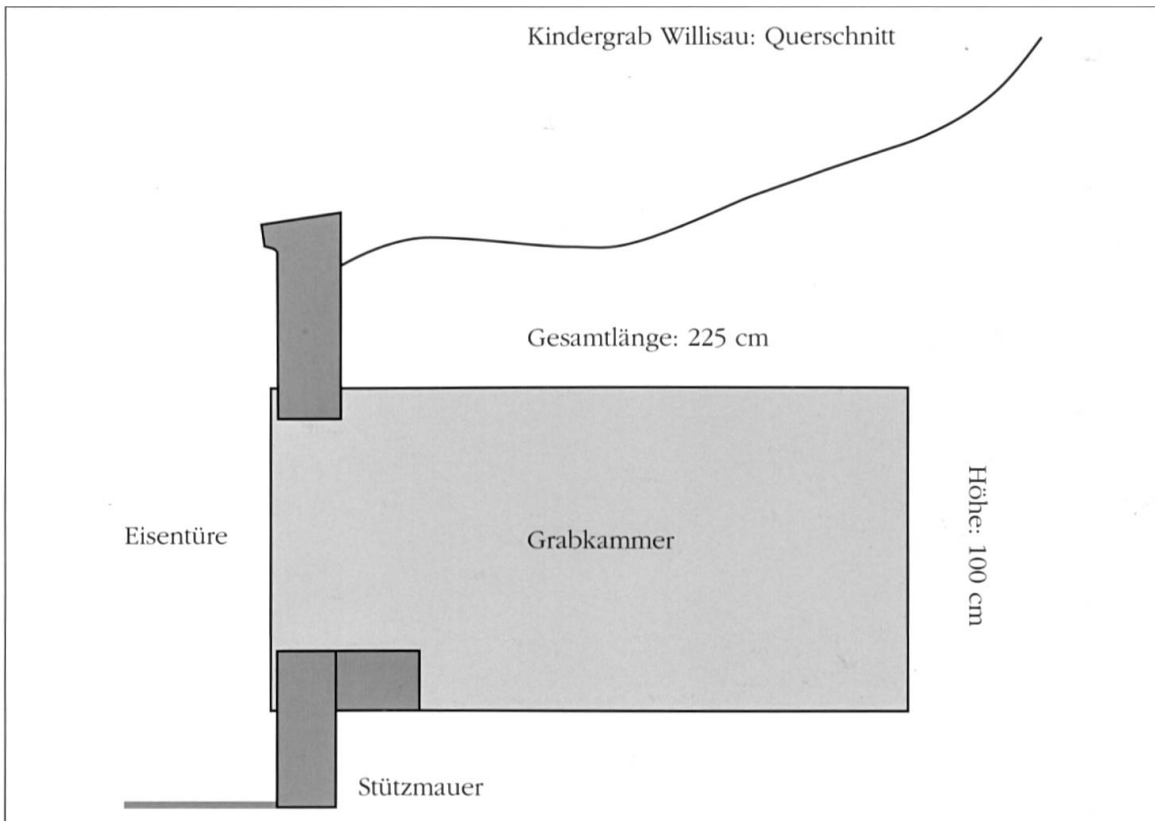 Kindergrab Willisau: Querschnitt
Gesamtlänge: 225 cm
Eisentüre
Grabkammer
Höhe: 100 cm
Stützmauer